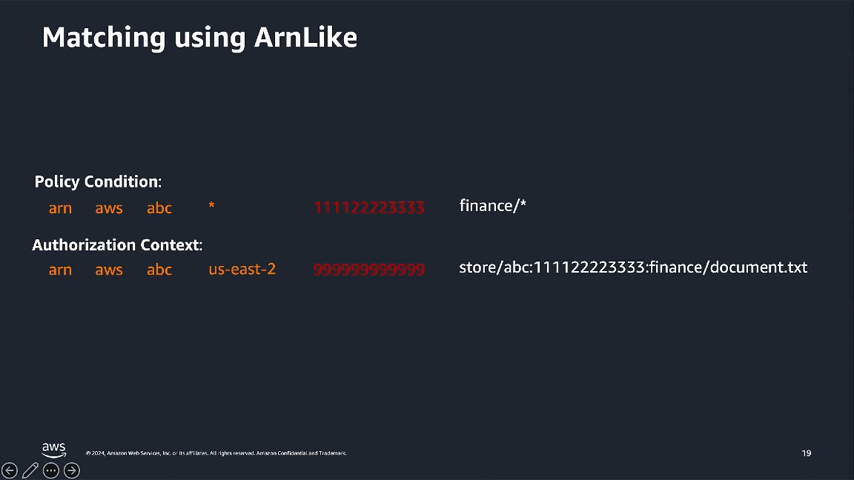 Matching using ArnLike
Policy Condition:
arn aws abc * 111122223333 finance/*
Authorization Context:
arn aws abc us-east-2 999999999999 store/abc:111122223333:finance/document.txt
aws © 2024, Amazon Web Services, Inc. or its affiliates. All rights reserved. Amazon Confidential and Trademark. 19